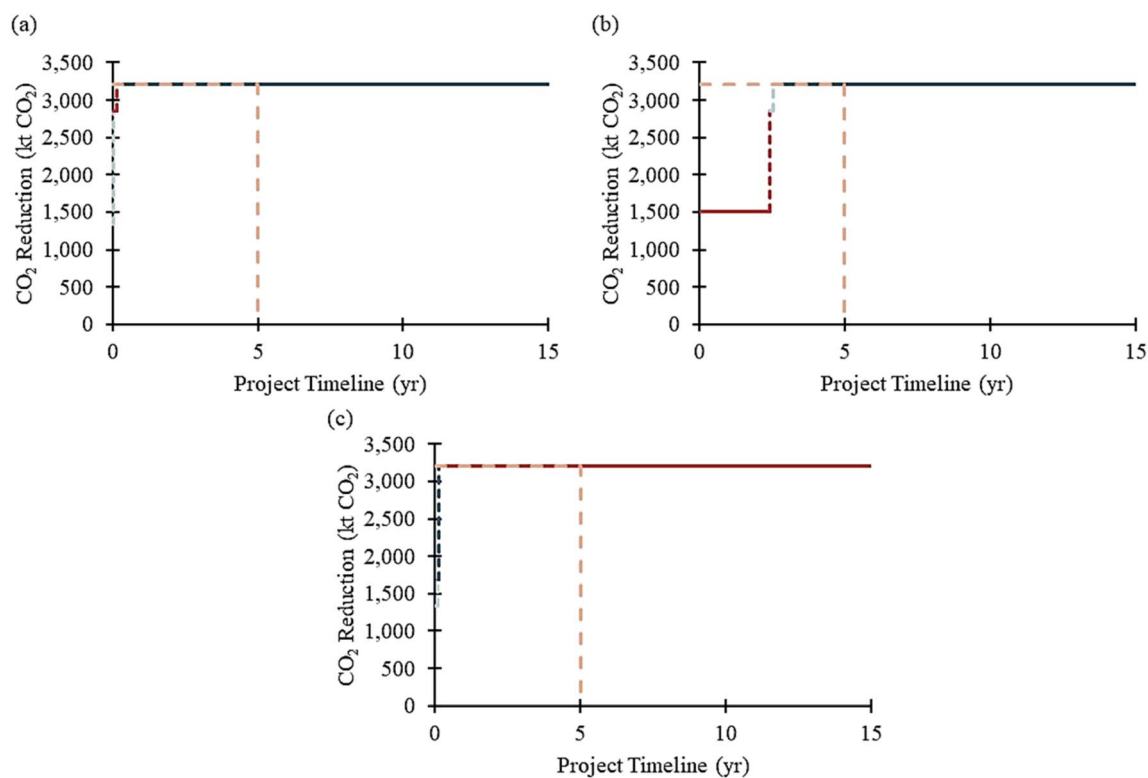 (a)
3,500
3,000
2,500
2,000
1,500
1,000
500
0
CO₂ Reduction (kt CO₂)
0 5 10 15
Project Timeline (yr)
(b)
3,500
3,000
2,500
2,000
1,500
1,000
500
0
CO₂ Reduction (kt CO₂)
0 5 10 15
Project Timeline (yr)
(c)
3,500
3,000
2,500
2,000
1,500
1,000
500
0
CO₂ Reduction (kt CO₂)
0 5 10 15
Project Timeline (yr)